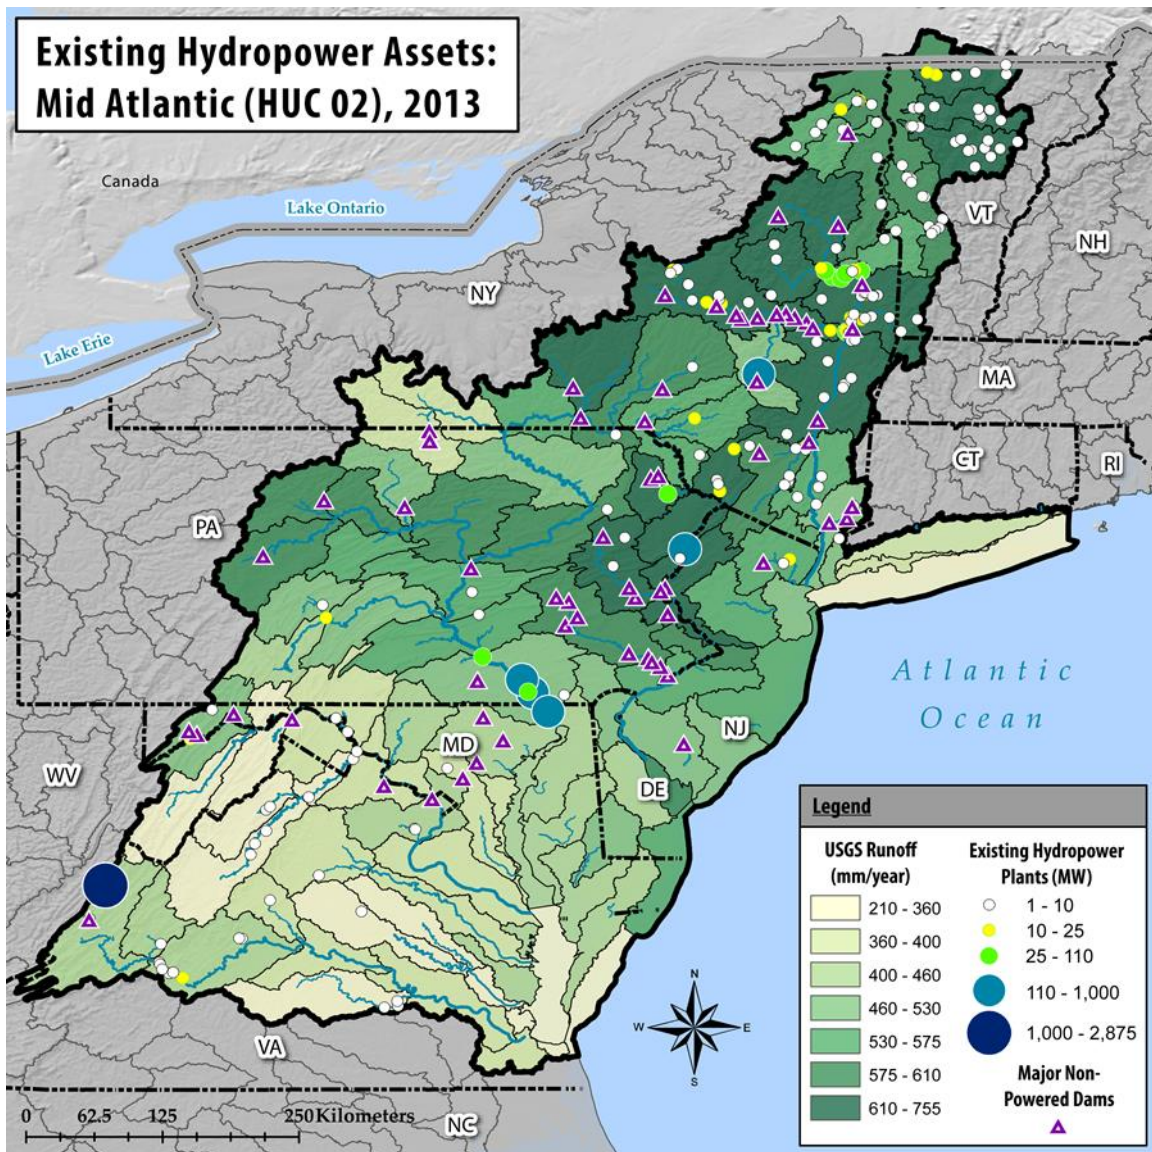 Existing Hydropower Assets:
Mid Atlantic (HUC 02), 2013
Canada
Lake Ontario
VT
NH
NY
Lake Erie
MA
CT
RI
PA
Atlantic
Ocean
NJ
MD
WV
DE
VA
NC
N
W
E
S
0 62.5 125 250 Kilometers
Legend
USGS Runoff
(mm/year)
210 - 360
360 - 400
400 - 460
460 - 530
530 - 575
575 - 610
610 - 755
Existing Hydropower
Plants (MW)
1 - 10
10 - 25
25 - 110
110 - 1,000
1,000 - 2,875
Major Non-
Powered Dams